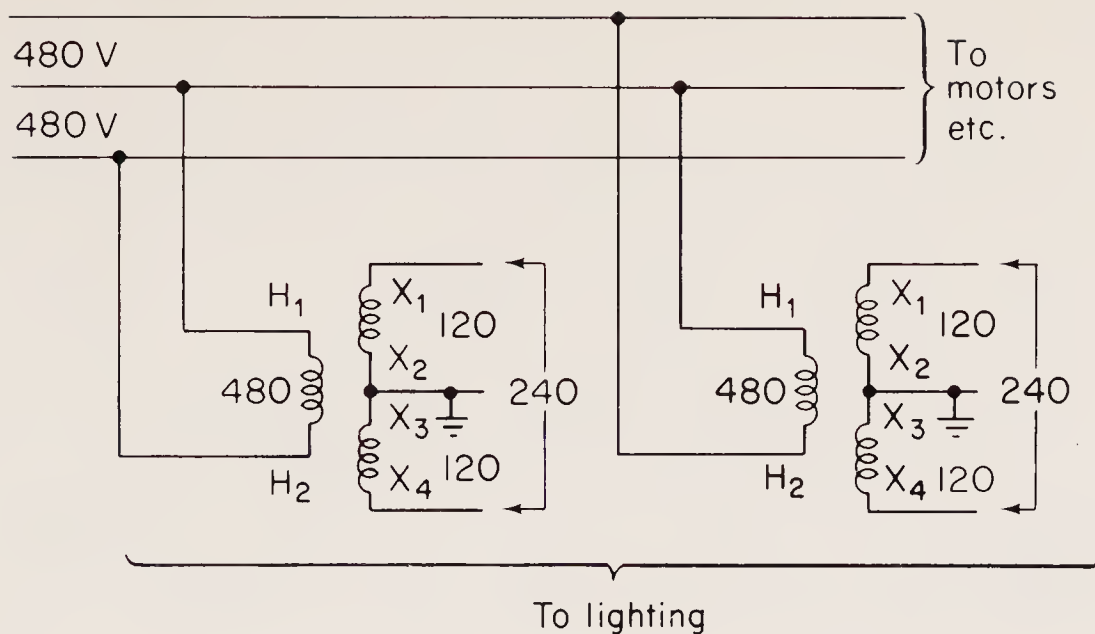 480 V
480 V
To
motors
etc.
H₁
X₁
120
480
X₂
240
X₃
120
H₂
X₄
H₁
X₁
120
480
X₂
240
X₃
H₂
X₄ 120
To lighting